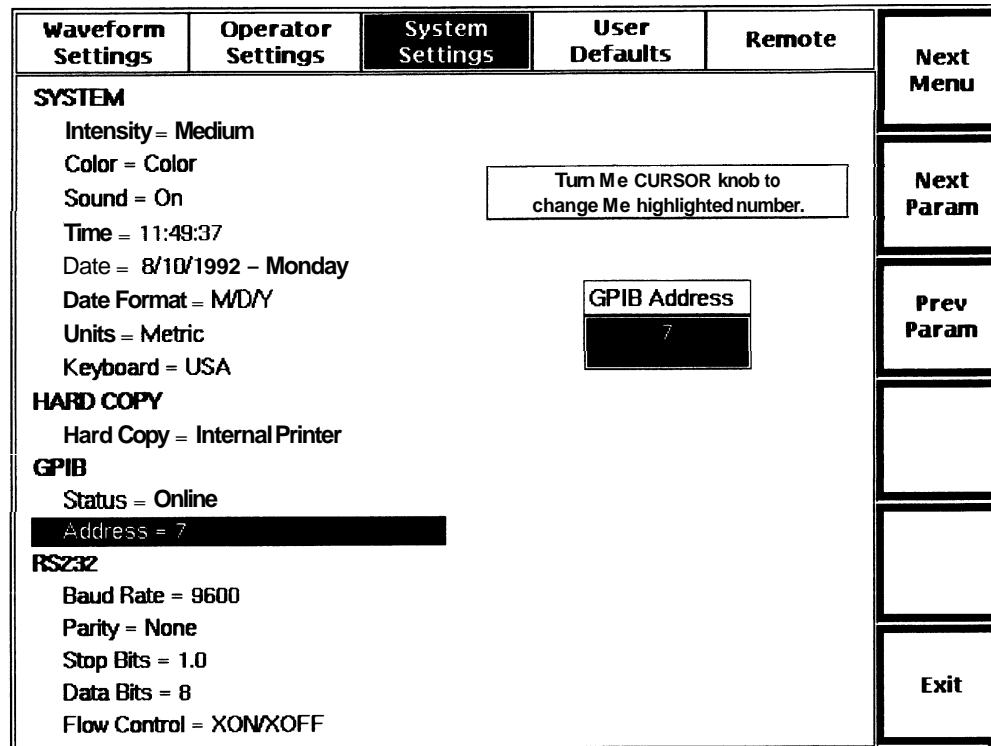 Waveform Settings
Operator Settings
System Settings
User Defaults
Remote
Next Menu
SYSTEM
Intensity = Medium
Color = Color
Sound = On
Time = 11:49:37
Date = 8/10/1992 – Monday
Date Format = M/D/Y
Units = Metric
Keyboard = USA
HARD COPY
Hard Copy = Internal Printer
GPIB
Status = Online
Address = 7
RS232
Baud Rate = 9600
Parity = None
Stop Bits = 1.0
Data Bits = 8
Flow Control = XON/XOFF
Turn Me CURSOR knob to
change Me highlighted number.
GPIB Address
7
Next
Param
Prev
Param
Exit